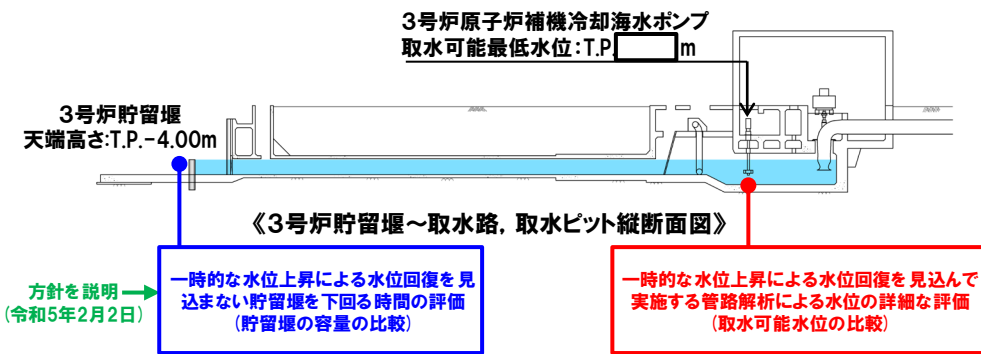 3号炉原子炉補機冷却海水ポンプ
取水可能最低水位:T.P. m
3号炉貯留堰
天端高さ:T.P.-4.00m
《3号炉貯留堰～取水路，取水ピット縦断面図》
方針を説明
(令和5年2月2日)
一時的な水位上昇による水位回復を見
込まない貯留堰を下回る時間の評価
(貯留堰の容量の比較)
一時的な水位上昇による水位回復を見込んで
実施する管路解析による水位の詳細な評価
(取水可能水位の比較)